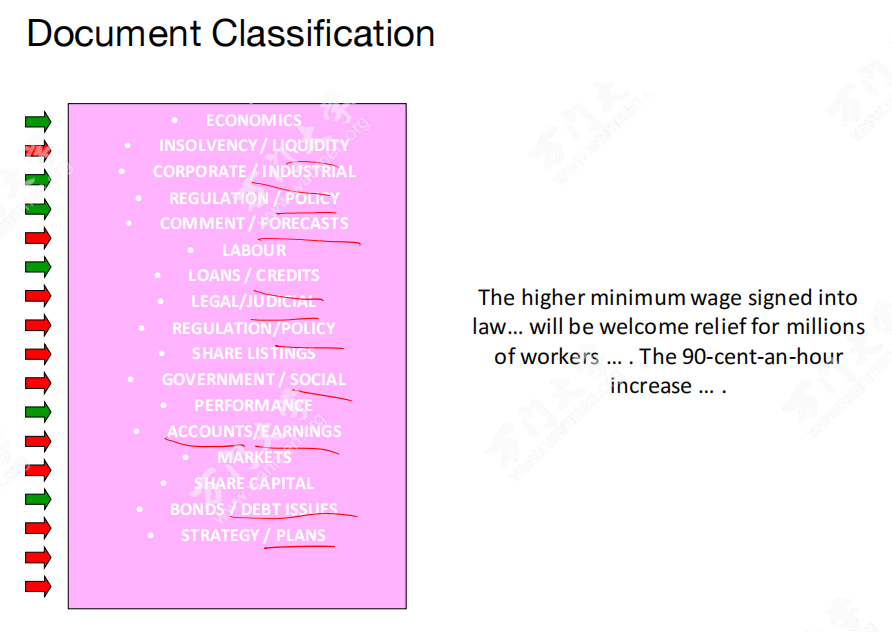 Document Classification
• ECONOMICS
• INSOLVENCY / LIQUIDITY
• CORPORATE / INDUSTRIAL
• REGULATION / POLICY
• COMMENT / FORECASTS
• LABOUR
• LOANS / CREDITS
• LEGAL/JUDICIAL
• REGULATION/POLICY
• SHARE LISTINGS
• GOVERNMENT / SOCIAL
• PERFORMANCE
• ACCOUNTS/EARNINGS
• MARKETS
• SHARE CAPITAL
• BONDS / DEBT ISSUES
• STRATEGY / PLANS
The higher minimum wage signed into
law… will be welcome relief for millions
of workers … . The 90-cent-an-hour
increase … .